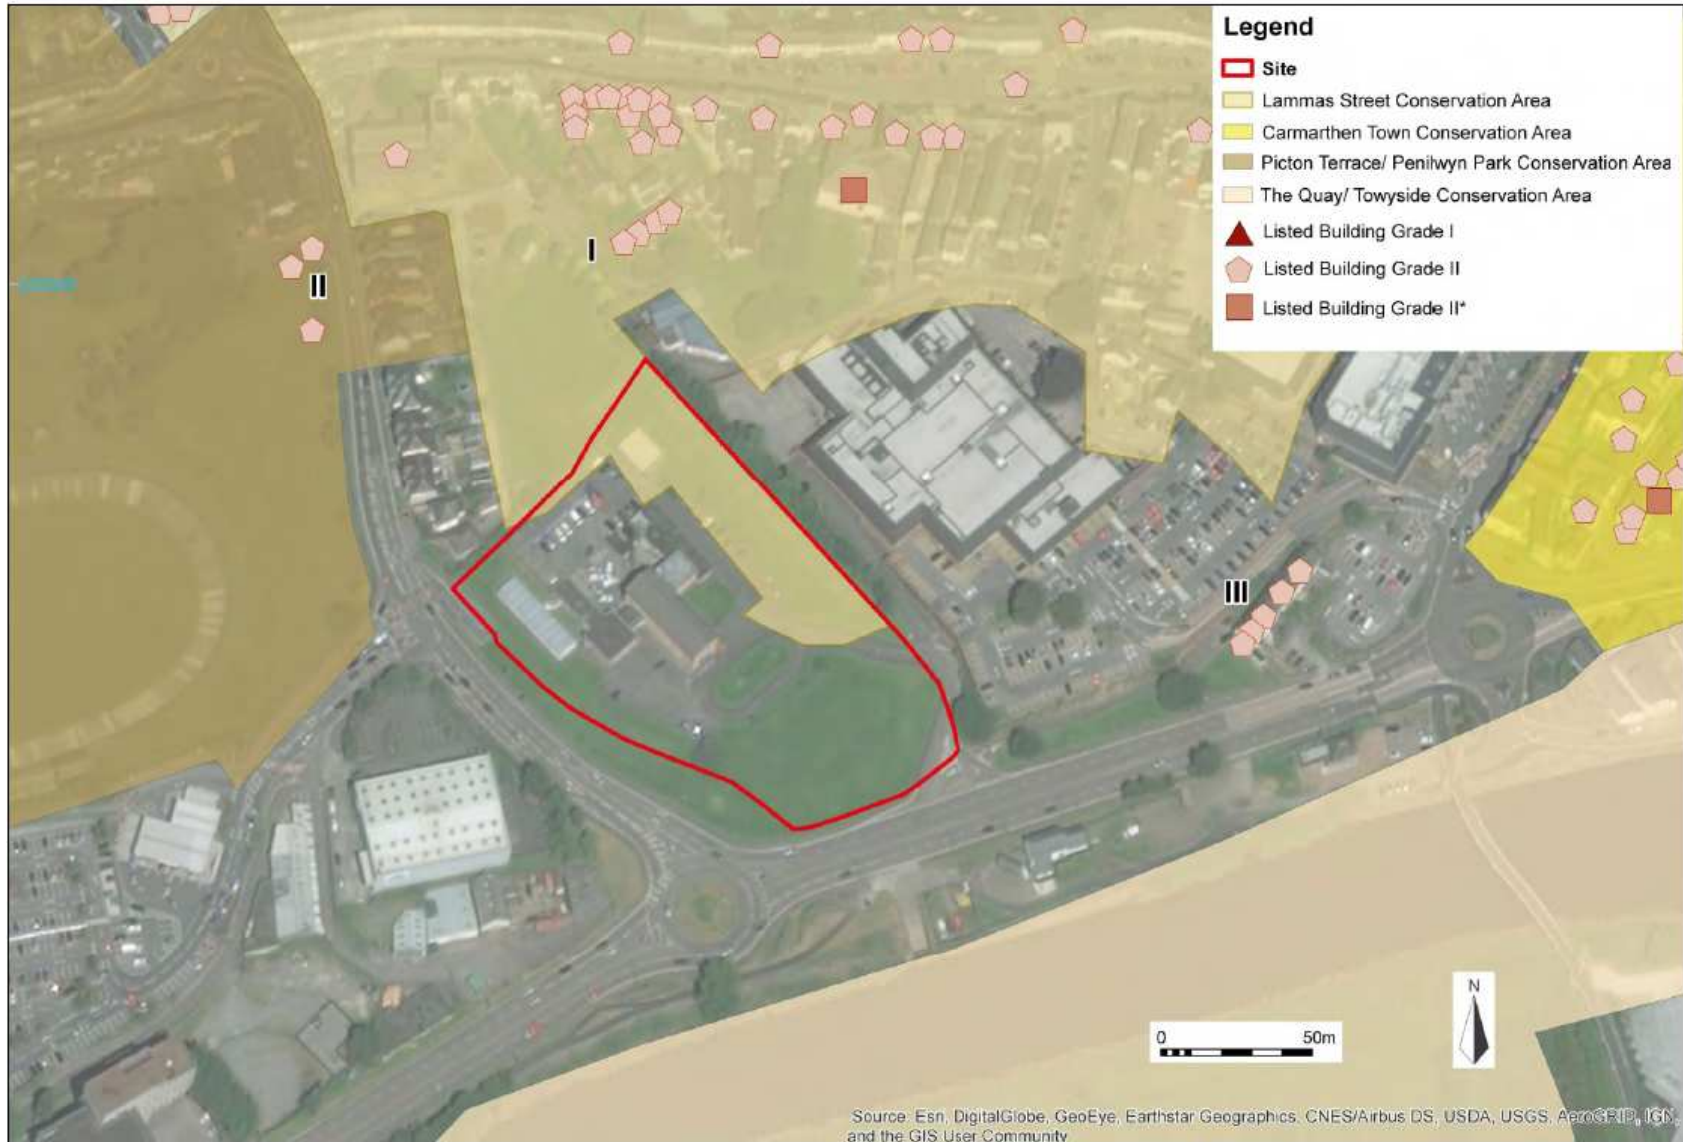 Legend
Site
Lammas Street Conservation Area
Carmarthen Town Conservation Area
Picton Terrace/ Penilwyn Park Conservation Area
The Quay/ Towyside Conservation Area
Listed Building Grade I
Listed Building Grade II
Listed Building Grade II*
I
II
III
N
0 50m
Source: Esri, DigitalGlobe, GeoEye, Earthstar Geographics, CNES/Airbus DS, USDA, USGS, AeroGRID, IGN,
and the GIS User Community